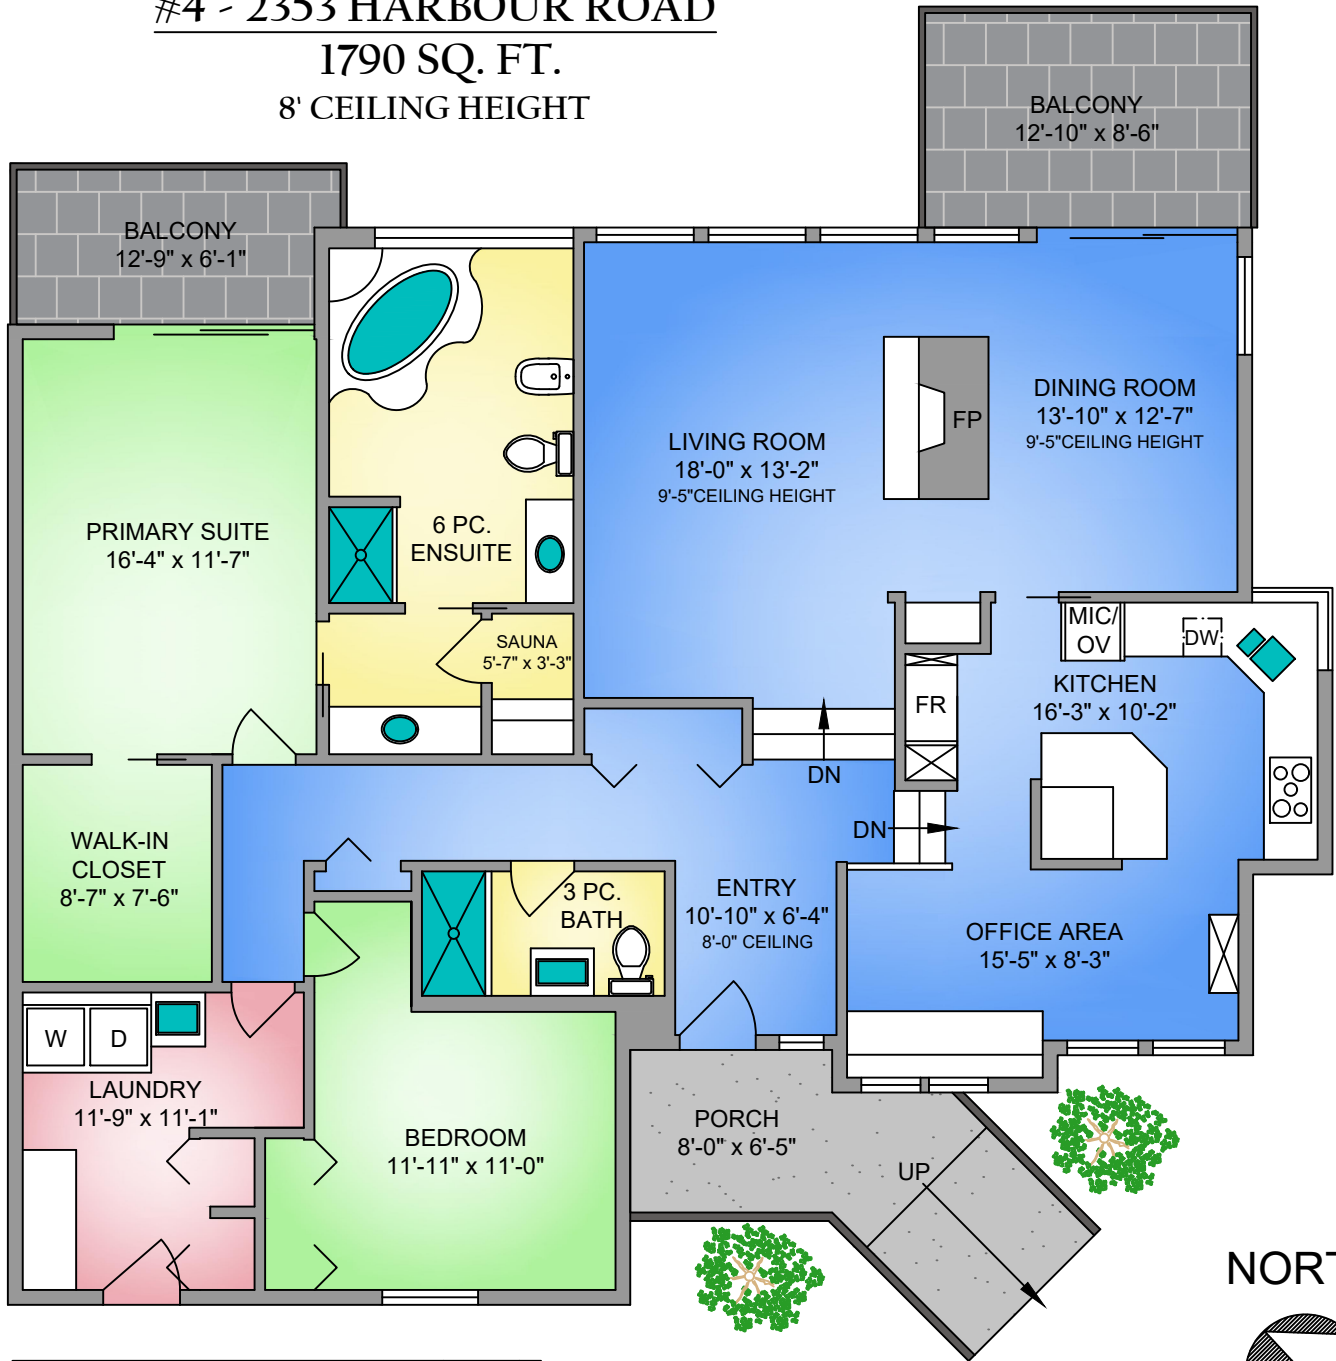 #4 - 2353 HARBOUR ROAD
1790 SQ. FT.
8' CEILING HEIGHT
BALCONY
12'-10" x 8'-6"
BALCONY
12'-9" x 6'-1"
LIVING ROOM
18'-0" x 13'-2"
9'-5"CEILING HEIGHT
FP
DINING ROOM
13'-10" x 12'-7"
9'-5"CEILING HEIGHT
PRIMARY SUITE
16'-4" x 11'-7"
6 PC.
ENSUITE
SAUNA
5'-7" x 3'-3"
MIC/
OV
DW
KITCHEN
16'-3" x 10'-2"
FR
DN
DN
WALK-IN
CLOSET
8'-7" x 7'-6"
3 PC.
BATH
ENTRY
10'-10" x 6'-4"
8'-0" CEILING
OFFICE AREA
15'-5" x 8'-3"
W
D
LAUNDRY
11'-9" x 11'-1"
BEDROOM
11'-11" x 11'-0"
PORCH
8'-0" x 6'-5"
UP
NORT